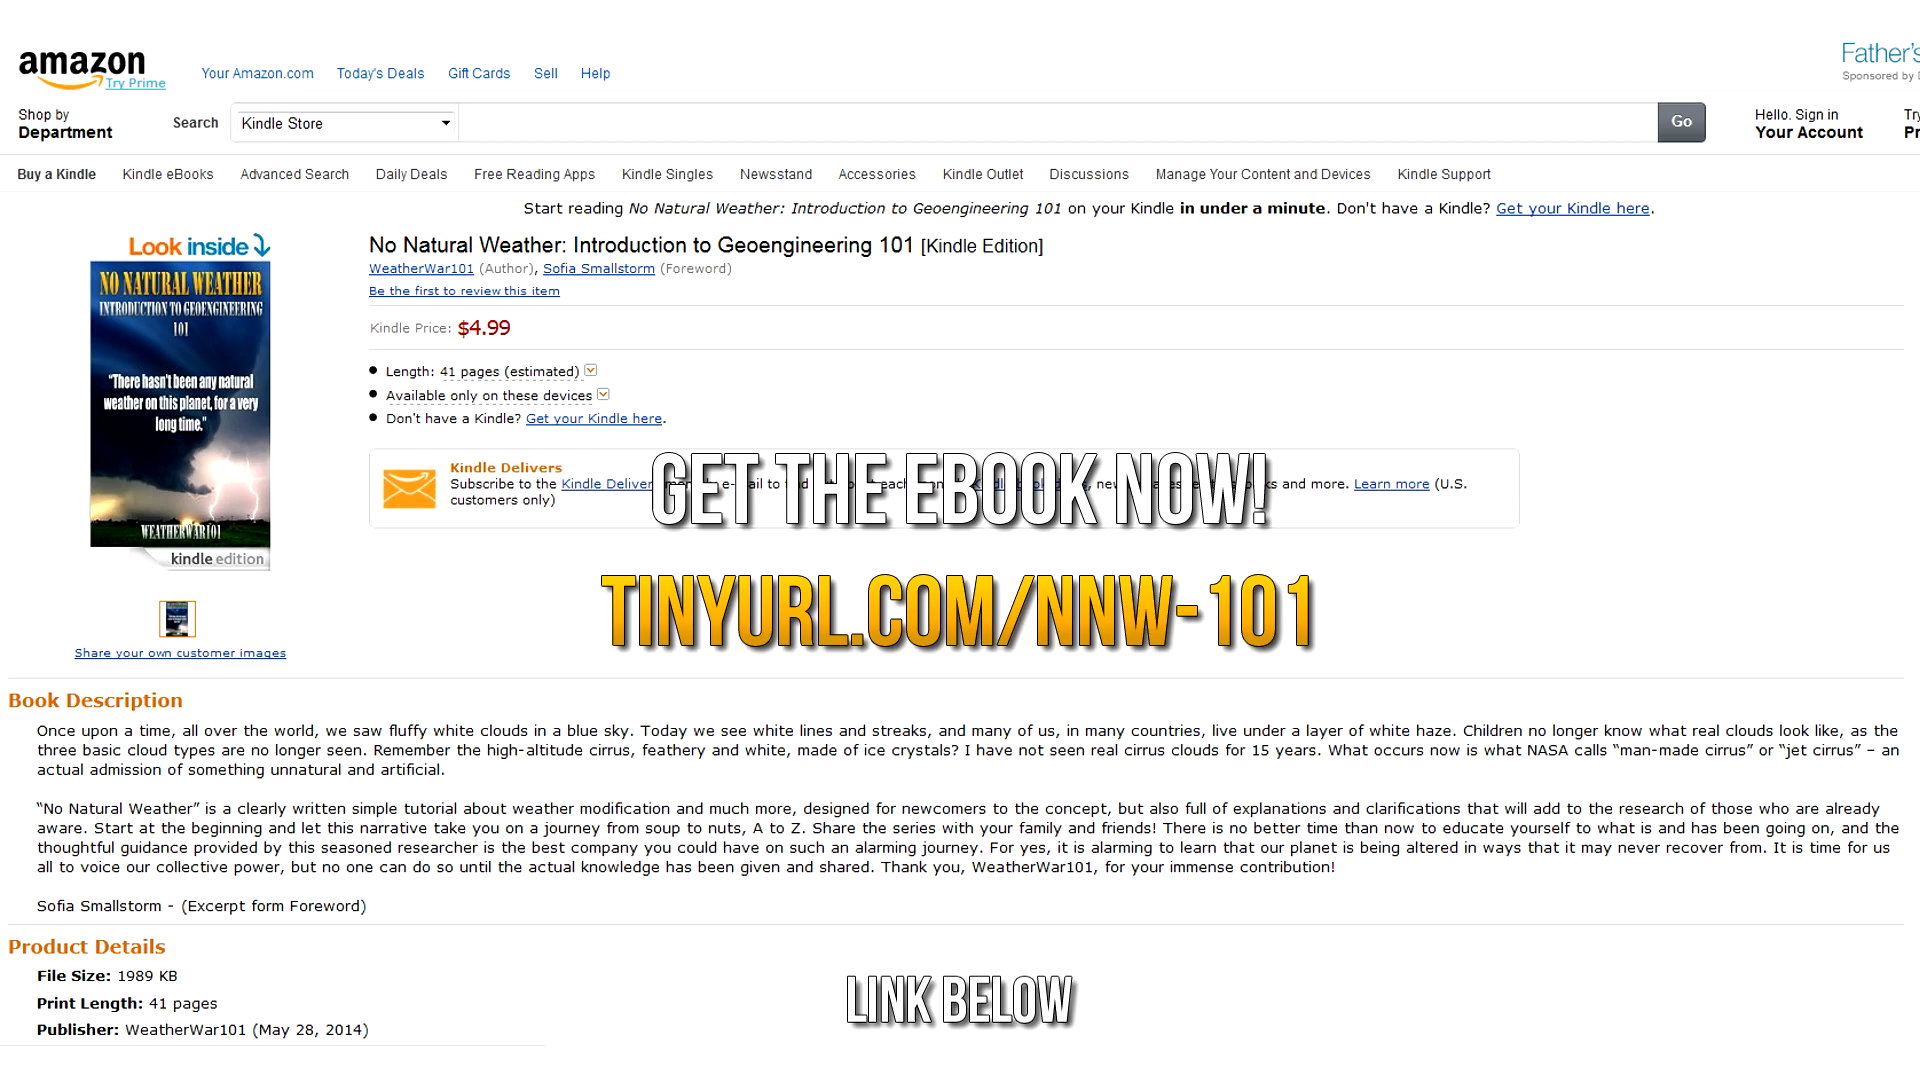 amazon
Try Prime
Your Amazon.com Today's Deals Gift Cards Sell Help
Father's
Sponsored by
Shop by
Department
Search Kindle Store Go
Hello. Sign in
Your Account
Buy a Kindle Kindle eBooks Advanced Search Daily Deals Free Reading Apps Kindle Singles Newsstand Accessories Kindle Outlet Discussions Manage Your Content and Devices Kindle Support
Start reading No Natural Weather: Introduction to Geoengineering 101 on your Kindle in under a minute. Don't have a Kindle? Get your Kindle here.
Look inside
NO NATURAL WEATHER
INTRODUCTION TO GEOENGINEERING
101
"There hasn't been any natural
weather on this planet, for a very
long time."
WEATHERWAR101
kindle edition
Share your own customer images
No Natural Weather: Introduction to Geoengineering 101 [Kindle Edition]
WeatherWar101 (Author), Sofia Smallstorm (Foreword)
Be the first to review this item
Kindle Price: $4.99
Length: 41 pages (estimated)
Available only on these devices
Don't have a Kindle? Get your Kindle here.
Kindle Delivers
Subscribe to the Kindle Deliver e-mail to and more. Learn more (U.S.
customers only)
GET THE EBOOK NOW!
TINYURL.COM/NNW-101
Book Description
Once upon a time, all over the world, we saw fluffy white clouds in a blue sky. Today we see white lines and streaks, and many of us, in many countries, live under a layer of white haze. Children no longer know what real clouds look like, as the
three basic cloud types are no longer seen. Remember the high-altitude cirrus, feathery and white, made of ice crystals? I have not seen real cirrus clouds for 15 years. What occurs now is what NASA calls “man-made cirrus” or “jet cirrus” – an
actual admission of something unnatural and artificial.
“No Natural Weather” is a clearly written simple tutorial about weather modification and much more, designed for newcomers to the concept, but also full of explanations and clarifications that will add to the research of those who are already
aware. Start at the beginning and let this narrative take you on a journey from soup to nuts, A to Z. Share the series with your family and friends! There is no better time than now to educate yourself to what is and has been going on, and the
thoughtful guidance provided by this seasoned researcher is the best company you could have on such an alarming journey. For yes, it is alarming to learn that our planet is being altered in ways that it may never recover from. It is time for us
all to voice our collective power, but no one can do so until the actual knowledge has been given and shared. Thank you, WeatherWar101, for your immense contribution!
Sofia Smallstorm - (Excerpt form Foreword)
Product Details
File Size: 1989 KB
Print Length: 41 pages
Publisher: WeatherWar101 (May 28, 2014)
LINK BELOW